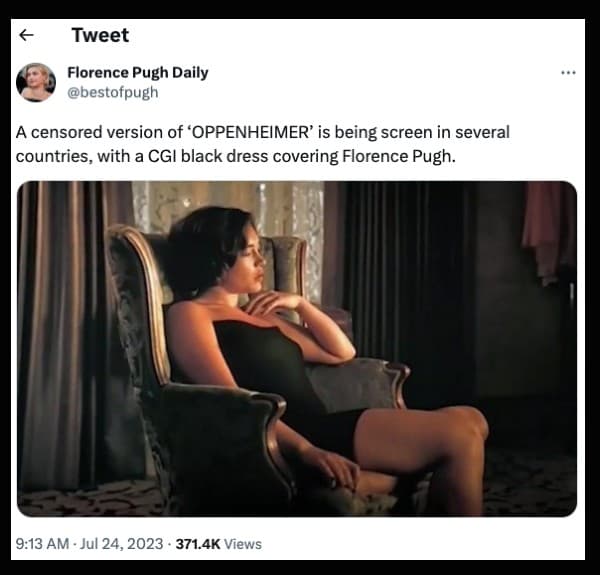 ← Tweet
Florence Pugh Daily
@bestofpugh
A censored version of ‘OPPENHEIMER’ is being screen in several
countries, with a CGI black dress covering Florence Pugh.
9:13 AM · Jul 24, 2023 · 371.4K Views